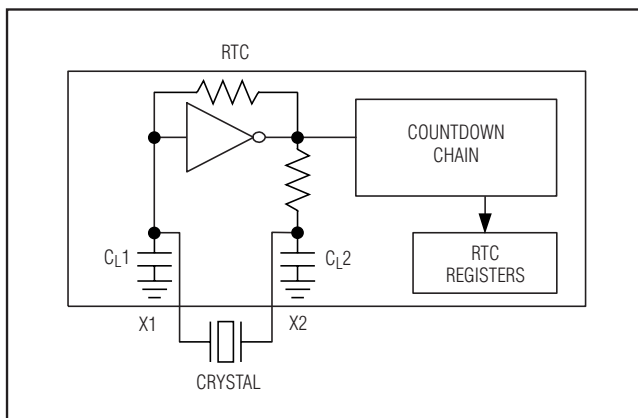 RTC
COUNTDOWN
CHAIN
RTC
REGISTERS
CL1
CL2
X1
X2
CRYSTAL